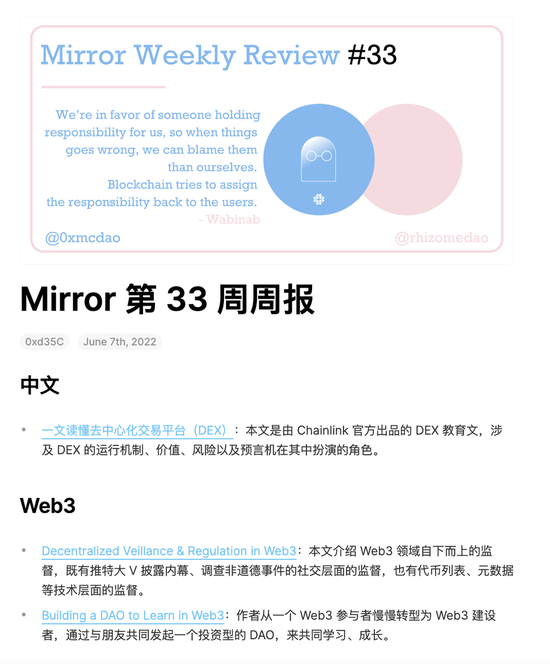 Mirror Weekly Review #33
We're in favor of someone holding
responsibility for us, so when things
goes wrong, we can blame them
than ourselves.
Blockchain tries to assign
the responsibility back to the users.
- Wabinab
@0xmcdao
@rhizomedao
Mirror 第 33 周周报
0xd35C
June 7th, 2022
中文
• 一文读懂去中心化交易平台（DEX）：本文是由 Chainlink 官方出品的 DEX 教育文，涉
及 DEX 的运行机制、价值、风险以及预言机在其中扮演的角色。
Web3
• Decentralized Veillance & Regulation in Web3：本文介绍 Web3 领域自下而上的监
督，既有推特大 V 披露内幕、调查非道德事件的社交层面的监督，也有代币列表、元数据
等技术层面的监督。
• Building a DAO to Learn in Web3：作者从一个 Web3 参与者慢慢转型为 Web3 建设
者，通过与朋友共同发起一个投资型的 DAO，来共同学习、成长。